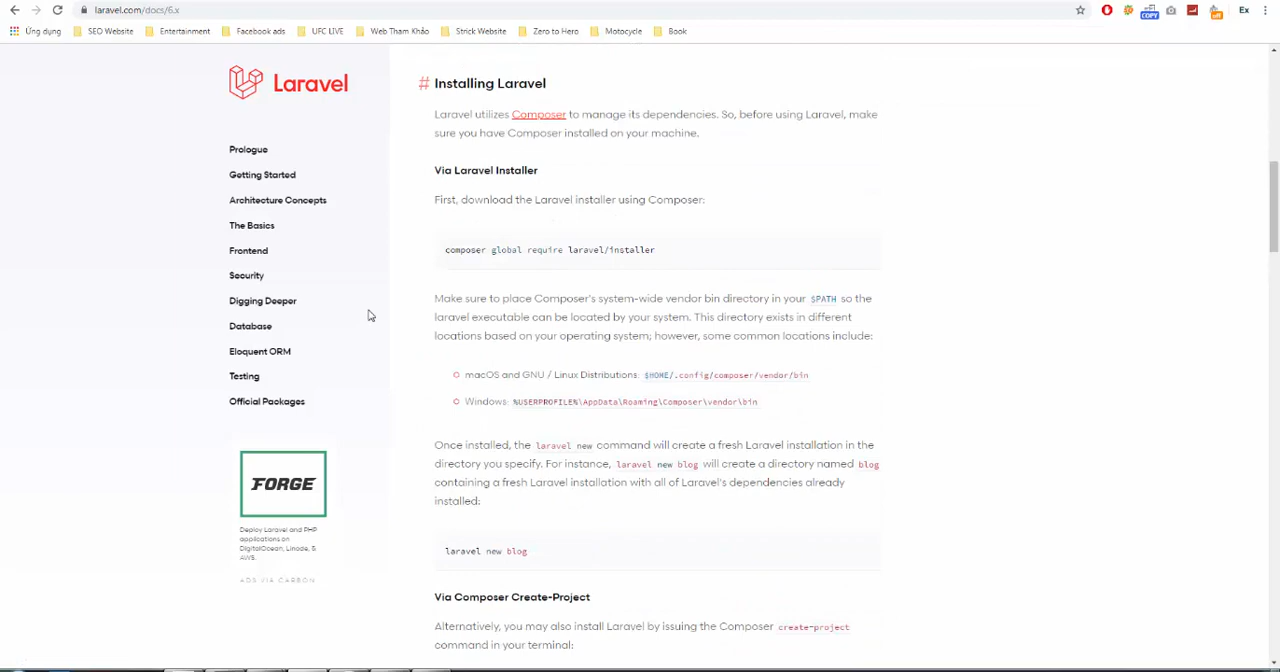 laravel.com/docs/6.x
COPY
off
Ex
Ứng dụng SEO Website Entertainment Facebook ads UFC LIVE Web Tham Khảo Strick Website Zero to Hero Motocycle Book
Laravel
Prologue
Getting Started
Architecture Concepts
The Basics
Frontend
Security
Digging Deeper
Database
Eloquent ORM
Testing
Official Packages
FORGE
Deploy Laravel and PHP
applications on
DigitalOcean, Linode, &
AWS.
ADS VIA CARBON
# Installing Laravel
Laravel utilizes Composer to manage its dependencies. So, before using Laravel, make
sure you have Composer installed on your machine.
Via Laravel Installer
First, download the Laravel installer using Composer:
composer global require laravel/installer
Make sure to place Composer's system-wide vendor bin directory in your $PATH so the
laravel executable can be located by your system. This directory exists in different
locations based on your operating system; however, some common locations include:
macOS and GNU / Linux Distributions: $HOME/.config/composer/vendor/bin
Windows: %USERPROFILE%\AppData\Roaming\Composer\vendor\bin
Once installed, the laravel new command will create a fresh Laravel installation in the
directory you specify. For instance, laravel new blog will create a directory named blog
containing a fresh Laravel installation with all of Laravel's dependencies already
installed:
laravel new blog
Via Composer Create-Project
Alternatively, you may also install Laravel by issuing the Composer create-project
command in your terminal: